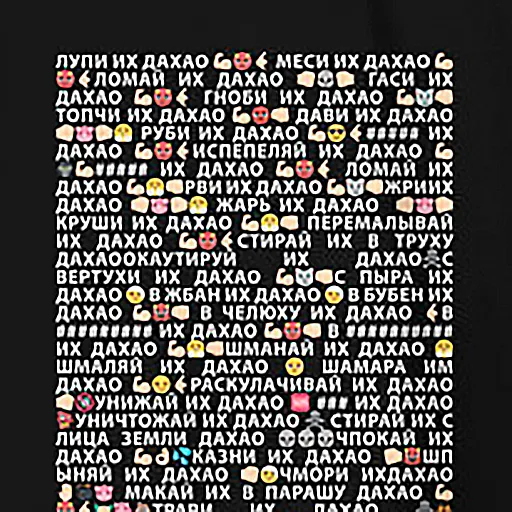 ЛУПИ ИХ ДАХАО 💪😡👈 МЕСИ ИХ ДАХАО 💪
😡👈ЛОМАЙ ИХ ДАХАО 👊💀👊 ГАСИ ИХ
ДАХАО 💪😡👈 ГНОБИ ИХ ДАХАО 💪🐺👊
ТОПЧИ ИХ ДАХАО 💪👹👊 ДАВИ ИХ ДАХАО
👊🐷👊😤 РУБИ ИХ ДАХАО 💪😎👈 ##### ИХ
ДАХАО 💪😡👈ИСПЕПЕЛЯЙ ИХ ДАХАО 💪
💪##### ИХ ДАХАО 💪😡👈 ЛОМАЙ ИХ
ДАХАО💪😤👊РВИ ИХ ДАХАО💪🐺👊ЖРИИХ
ДАХАО 👊🐷👊😤 ЖАРЬ ИХ ДАХАО 👊🐷👊
КРУШИ ИХ ДАХАО 💪😤👊 ПЕРЕМАЛЫВАЙ
ИХ ДАХАО 💪😡👈СТИРАЙ ИХ В ТРУХУ
ДАХАООКАУТИРУЙ ИХ ДАХАО☠С
ВЕРТУХИ ИХ ДАХАО 💪🐺👊С ПЫРА ИХ
ДАХАО 😠 В ЖБАН ИХ ДАХАО 😠 В БУБЕН ИХ
ДАХАО 💪👹👊 В ЧЕЛЮХУ ИХ ДАХАО 👈В
######### ИХ ДАХАО 💪👹👊 В ##########
ИХ ДАХАО 💪😤👊ШМАНАЙ ИХ ДАХАО 😤
ШМАЛЯЙ ИХ ДАХАО 😠 ШАМАРА ИМ
ДАХАО 💪😠👈РАСКУЛАЧИВАЙ ИХ ДАХАО
УНИЖАЙ ИХ ДАХАО ### ИХ ДАХАО
УНИЧТОЖАЙ ИХ ДАХАО ☠СТИРАЙ ИХ С
ЛИЦА ЗЕМЛИ ДАХАО 💀💀💀ЧПОКАЙ ИХ
ДАХАО 💪👌💦КАЗНИ ИХ ДАХАО 👊👹ШП
ЫНЯЙ ИХ ДАХАО 👊😠ЧМОРИ ИХДАХАО
МАКАЙ ИХ В ПАРАШУ ДАХАО 💪
ТРАВИ ИХ ДАХАО